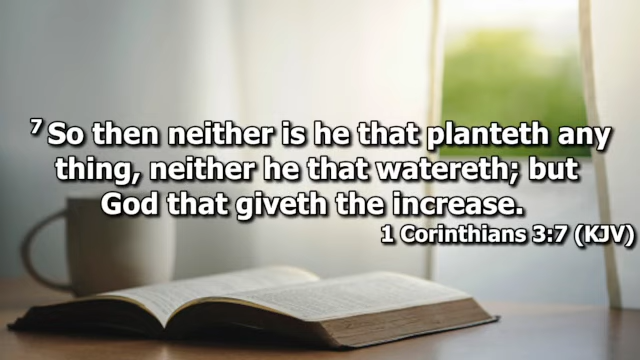 7 So then neither is he that planteth any
thing, neither he that watereth; but
God that giveth the increase.
1 Corinthians 3:7 (KJV)